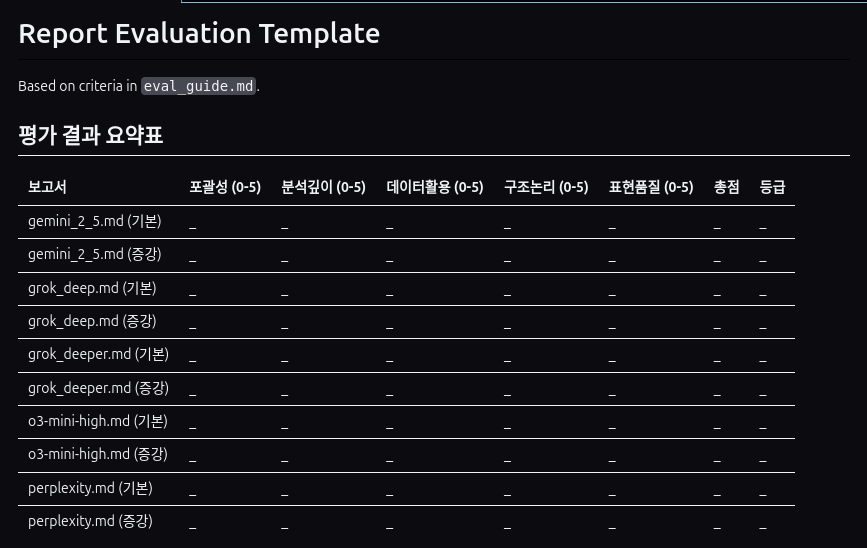 Report Evaluation Template
Based on criteria in eval_guide.md.
평가 결과 요약표
보고서 포괄성 (0-5) 분석깊이 (0-5) 데이터활용 (0-5) 구조논리 (0-5) 표현품질 (0-5) 총점 등급
gemini_2_5.md (기본) _ _ _ _ _ _ _
gemini_2_5.md (증강) _ _ _ _ _ _ _
grok_deep.md (기본) _ _ _ _ _ _ _
grok_deep.md (증강) _ _ _ _ _ _ _
grok_deeper.md (기본) _ _ _ _ _ _ _
grok_deeper.md (증강) _ _ _ _ _ _ _
o3-mini-high.md (기본) _ _ _ _ _ _ _
o3-mini-high.md (증강) _ _ _ _ _ _ _
perplexity.md (기본) _ _ _ _ _ _ _
perplexity.md (증강) _ _ _ _ _ _ _